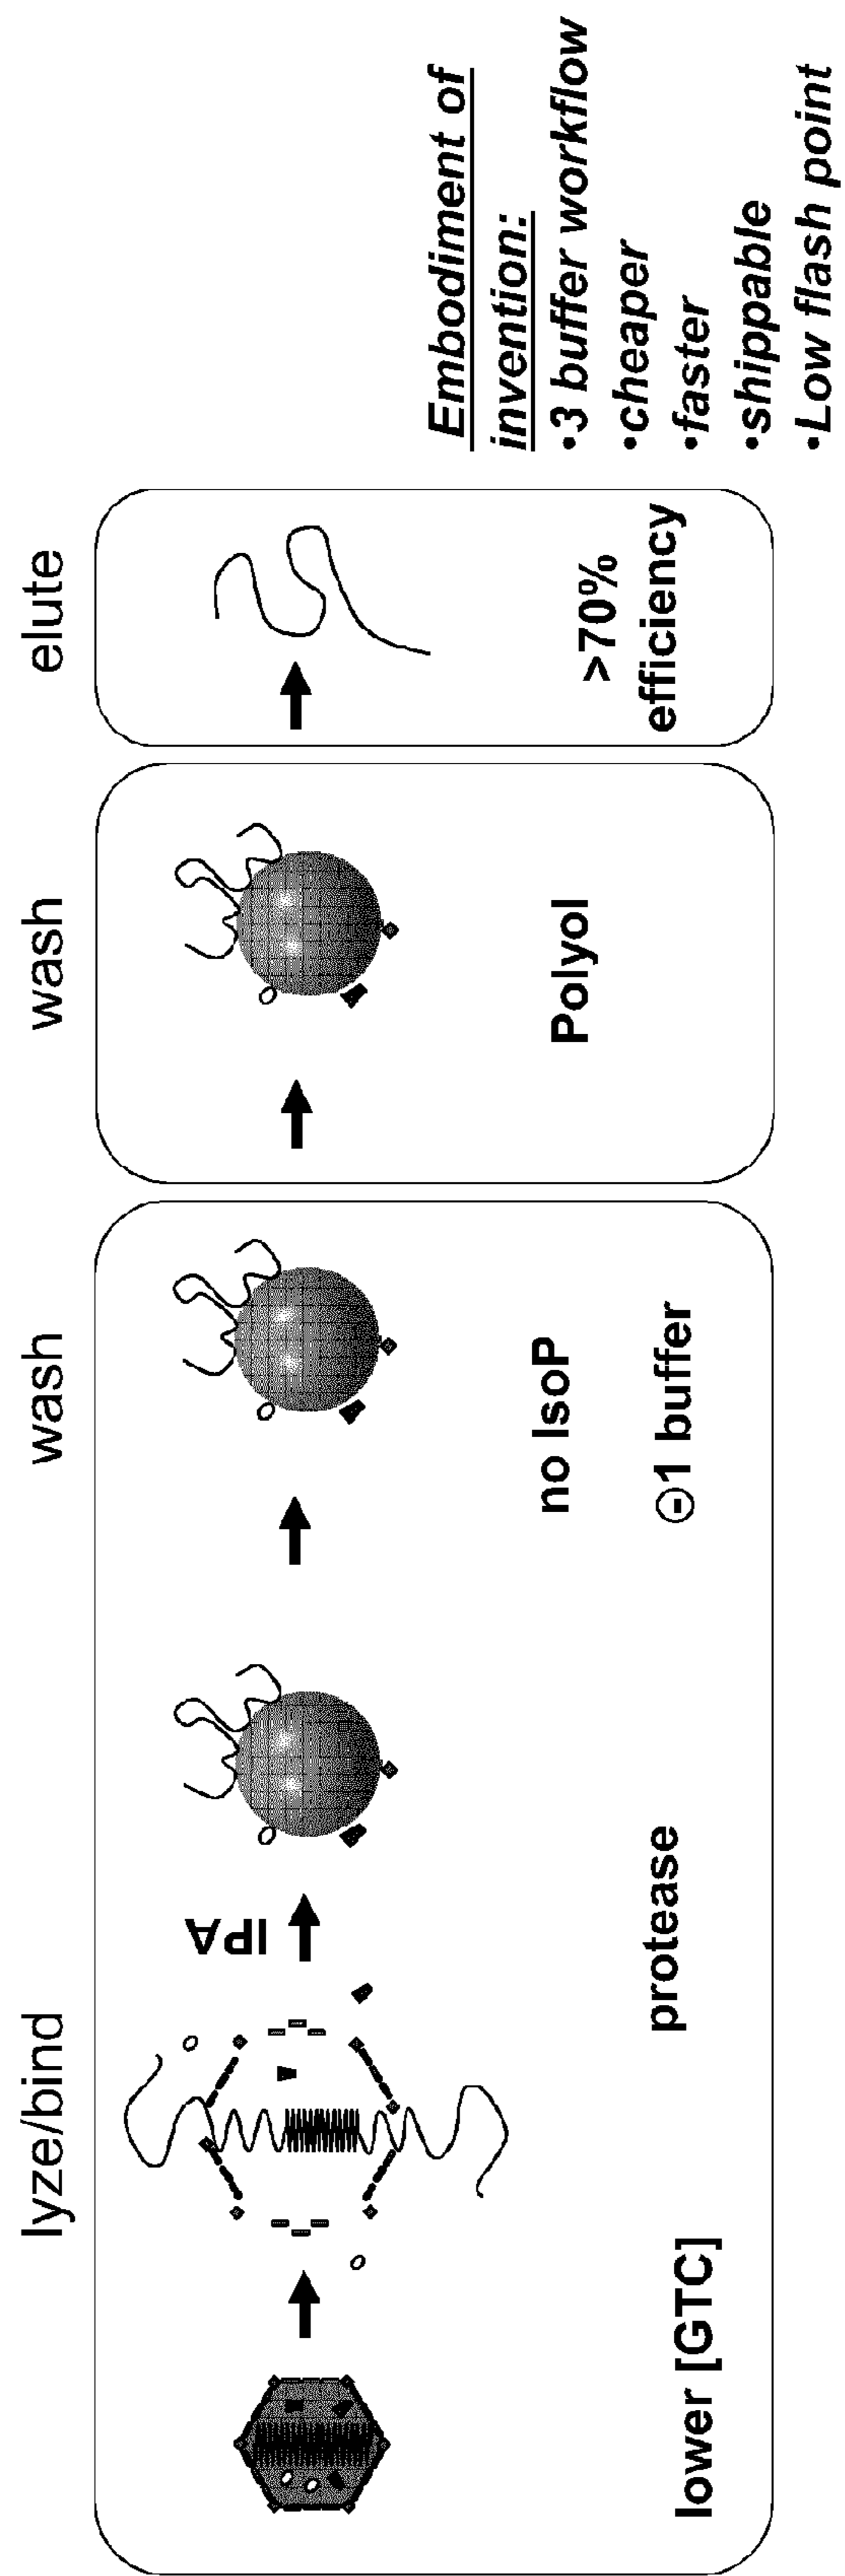 lyze/bind
wash
wash
elute
IPA
lower [GTC]
protease
no IsoP
⊖1 buffer
Polyol
>70%
efficiency
Embodiment of
invention:
•3 buffer workflow
•cheaper
•faster
•shippable
•Low flash point